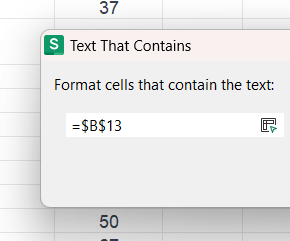 37
S Text That Contains
Format cells that contain the text:
=$B$13
50